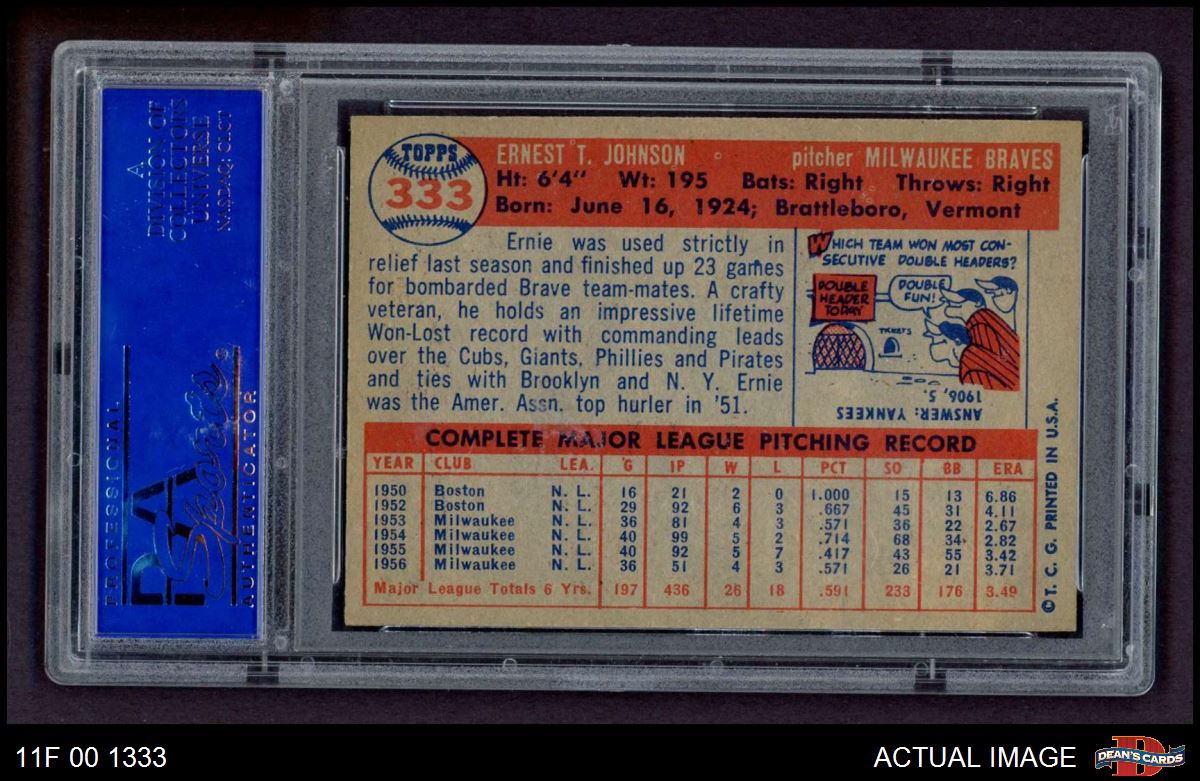 A
DIVISION OF
COLLECTORS
UNIVERSE
NASDAQ: CLCT
PROFESSIONAL
PSA
Sports
AUTHENTICATOR
TOPPS
333
ERNEST T. JOHNSON pitcher MILWAUKEE BRAVES
Ht: 6'4" Wt: 195 Bats: Right Throws: Right
Born: June 16, 1924; Brattleboro, Vermont
Ernie was used strictly in
relief last season and finished up 23 games
for bombarded Brave team-mates. A crafty
veteran, he holds an impressive lifetime
Won-Lost record with commanding leads
over the Cubs, Giants, Phillies and Pirates
and ties with Brooklyn and N. Y. Ernie
was the Amer. Assn. top hurler in '51.
WHICH TEAM WON MOST CON-
SECUTIVE DOUBLE HEADERS?
DOUBLE
HEADER
TODAY
DOUBLE
FUN!
TICKETS
ANSWER: YANKEES
1906, 5.
COMPLETE MAJOR LEAGUE PITCHING RECORD
YEAR CLUB LEA. G IP W L PCT SO BB ERA
1950 Boston N. L. 16 21 2 0 1.000 15 13 6.86
1952 Boston N. L. 29 92 6 3 .667 45 31 4.11
1953 Milwaukee N. L. 36 81 4 3 .571 36 22 2.67
1954 Milwaukee N. L. 40 99 5 2 .714 68 34 2.82
1955 Milwaukee N. L. 40 92 5 7 .417 43 55 3.42
1956 Milwaukee N. L. 36 51 4 3 .571 26 21 3.71
Major League Totals 6 Yrs. 197 436 26 18 .591 233 176 3.49
©T. C. G. PRINTED IN U.S.A.
11F 00 1333
ACTUAL IMAGE
D
DEAN'S CARDS